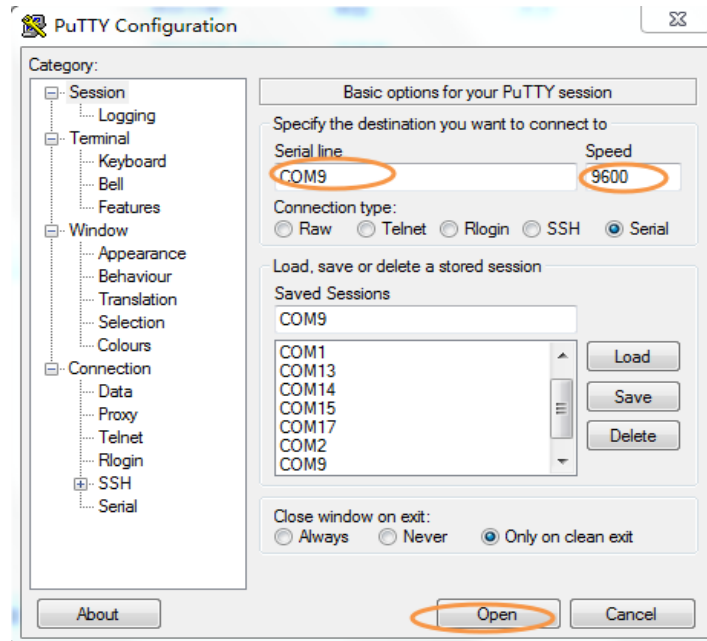 PuTTY Configuration
Category:
Session
Logging
Terminal
Keyboard
Bell
Features
Window
Appearance
Behaviour
Translation
Selection
Colours
Connection
Data
Proxy
Telnet
Rlogin
SSH
Serial
Basic options for your PuTTY session
Specify the destination you want to connect to
Serial line Speed
COM9 9600
Connection type:
Raw Telnet Rlogin SSH Serial
Load, save or delete a stored session
Saved Sessions
COM9
COM1
COM13
COM14
COM15
COM17
COM2
COM9
Load
Save
Delete
Close window on exit:
Always Never Only on clean exit
About Open Cancel